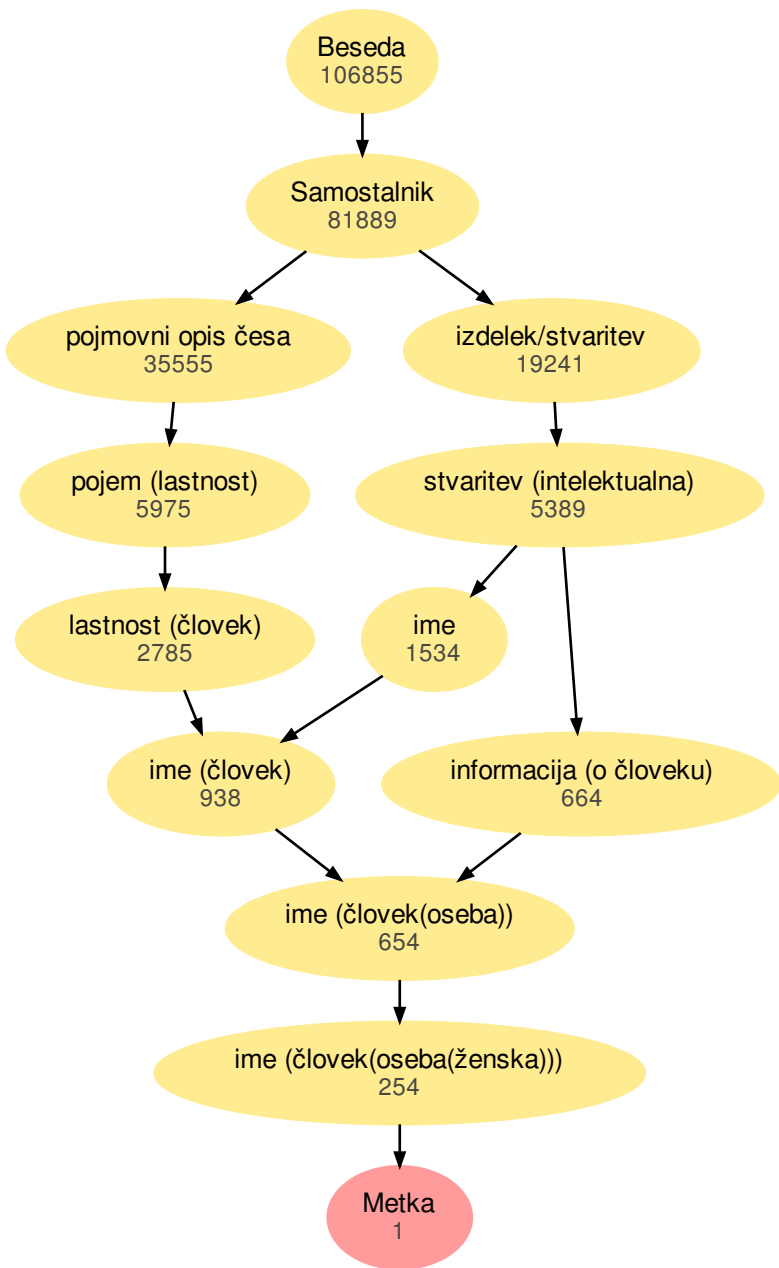 Beseda
106855
Samostalnik
81889
pojmovni opis česa
35555
izdelek/stvaritev
19241
pojem (lastnost)
5975
stvaritev (intelektualna)
5389
lastnost (človek)
2785
ime
1534
ime (človek)
938
informacija (o človeku)
664
ime (človek(oseba))
654
ime (človek(oseba(ženska)))
254
Metka
1